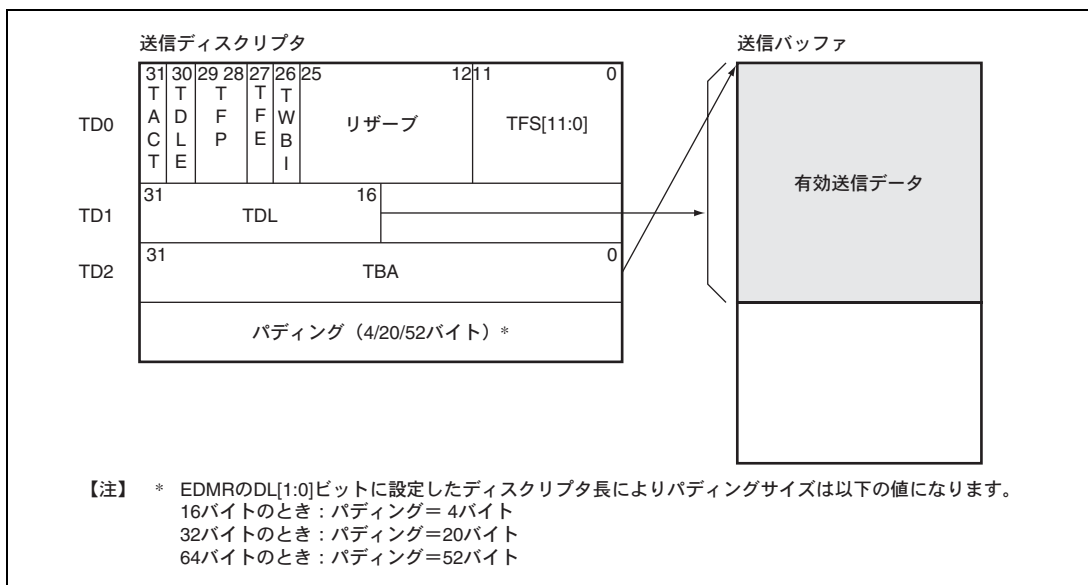 送信ディスクリプタ
送信バッファ
31 30 29 28 27 26 25 12 11 0
TD0
TACT
TDLE
TFP
TFE
TWBI
リザーブ
TFS[11:0]
有効送信データ
31 16
TD1
TDL
31 0
TD2
TBA
パディング（4/20/52バイト）*
【注】 * EDMRのDL[1:0]ビットに設定したディスクリプタ長によりパディングサイズは以下の値になります。
16バイトのとき：パディング＝ 4バイト
32バイトのとき：パディング＝20バイト
64バイトのとき：パディング＝52バイト